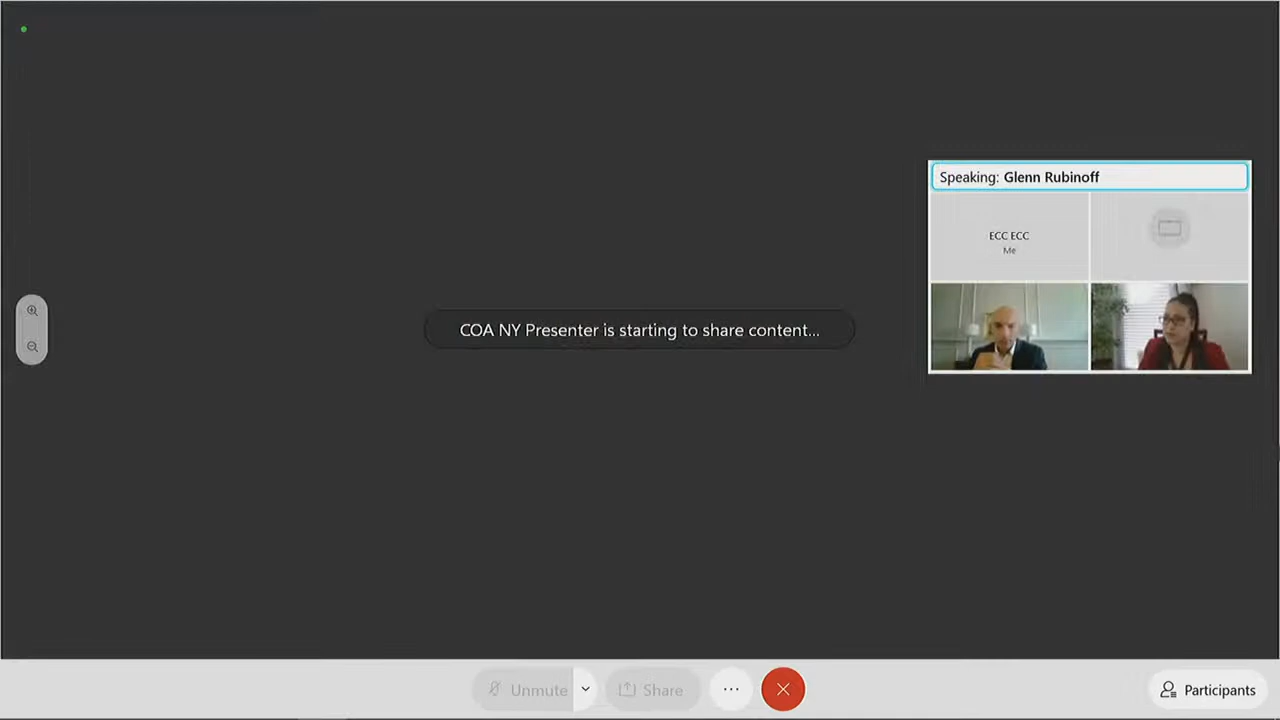 Speaking: Glenn Rubinoff
ECC ECC
Me
COA NY Presenter is starting to share content...
Unmute
Share
Participants